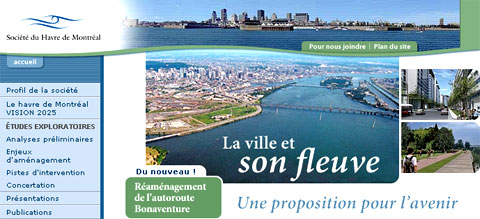 Société du Havre de Montréal
Pour nous joindre | Plan du site
accueil
Profil de la société
Le havre de Montréal
VISION 2025
ÉTUDES EXPLORATOIRES
Analyses préliminaires
Enjeux
d'aménagement
Pistes d'intervention
Concertation
Présentations
Publications
La ville et
son fleuve
Du nouveau !
Réaménagement
de l'autoroute
Bonaventure
Une proposition pour l'avenir